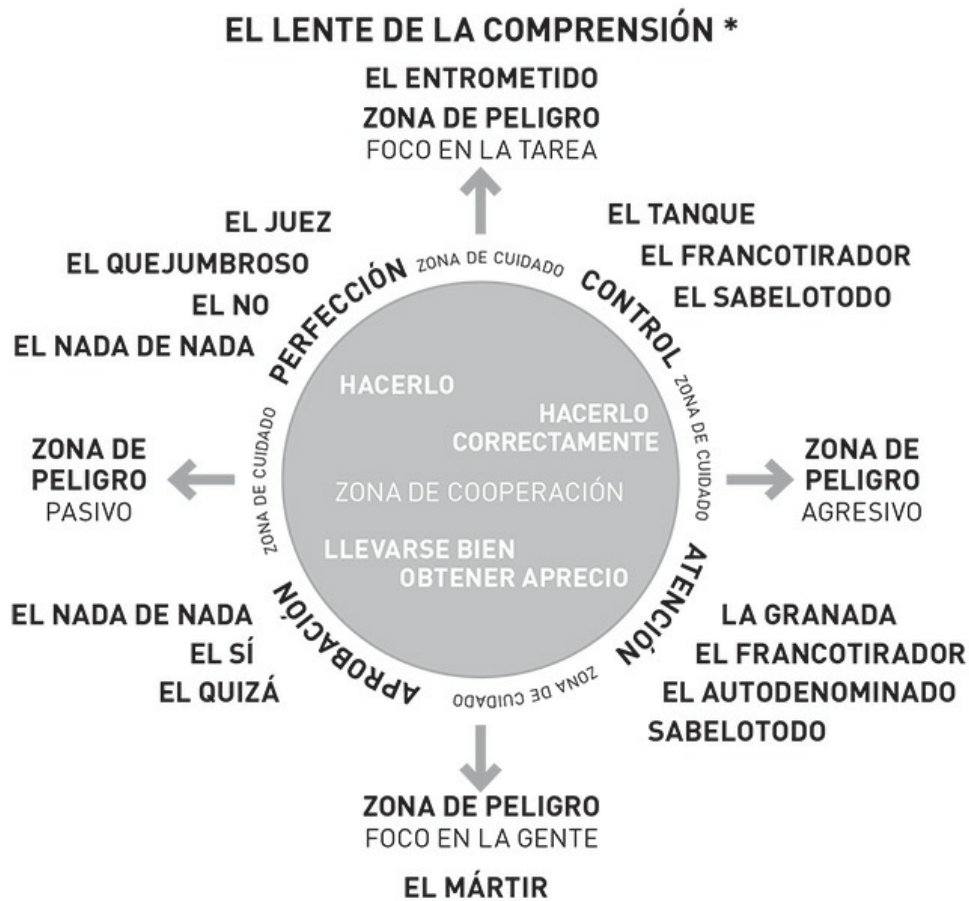 EL LENTE DE LA COMPRENSIÓN *
EL ENTROMETIDO
ZONA DE PELIGRO
FOCO EN LA TAREA
EL JUEZ
EL QUEJUMBROSO
EL NO
EL NADA DE NADA
EL TANQUE
EL FRANCOTIRADOR
EL SABELOTODO
PERFECCIÓN
ZONA DE CUIDADO
CONTROL
ZONA DE CUIDADO
HACERLO
HACERLO
CORRECTAMENTE
ZONA DE COOPERACIÓN
LLEVARSE BIEN
OBTENER APRECIO
ZONA DE
PELIGRO
PASIVO
ZONA DE CUIDADO
ZONA DE
PELIGRO
AGRESIVO
APROBACIÓN
ZONA DE CUIDADO
ATENCIÓN
EL NADA DE NADA
EL SÍ
EL QUIZÁ
LA GRANADA
EL FRANCOTIRADOR
EL AUTODENOMINADO
SABELOTODO
ZONA DE PELIGRO
FOCO EN LA GENTE
EL MÁRTIR